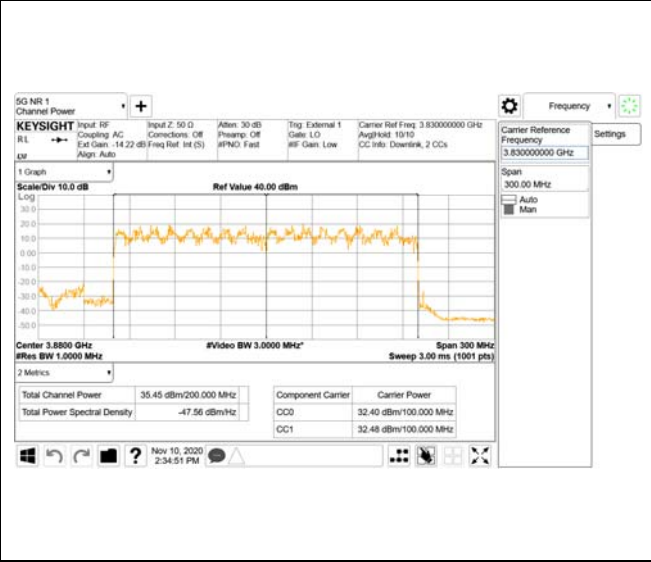 5G NR 1
Channel Power
Frequency
KEYSIGHT
R L
Input: RF
Coupling: AC
Ext Gain: -14.22 dB
Align: Auto
Input Z: 50 Ω
Corrections: Off
Freq Ref: Int (S)
Atten: 30 dB
Preamp: Off
#PNO: Fast
Trig: External 1
Gate: LO
#IF Gain: Low
Carrier Ref Freq: 3.830000000 GHz
Avg|Hold: 10/10
CC Info: Downlink, 2 CCs
Carrier Reference
Frequency
3.830000000 GHz
Settings
Span
300.00 MHz
Auto
Man
1 Graph
Scale/Div 10.0 dB
Ref Value 40.00 dBm
Log
30.0
20.0
10.0
0.00
-10.0
-20.0
-30.0
-40.0
-50.0
Center 3.8800 GHz
#Video BW 3.0000 MHz*
Span 300 MHz
#Res BW 1.0000 MHz
Sweep 3.00 ms (1001 pts)
2 Metrics
Total Channel Power 35.45 dBm/200.000 MHz
Total Power Spectral Density -47.56 dBm/Hz
Component Carrier Carrier Power
CC0 32.40 dBm/100.000 MHz
CC1 32.48 dBm/100.000 MHz
?
Nov 10, 2020
2:34:51 PM